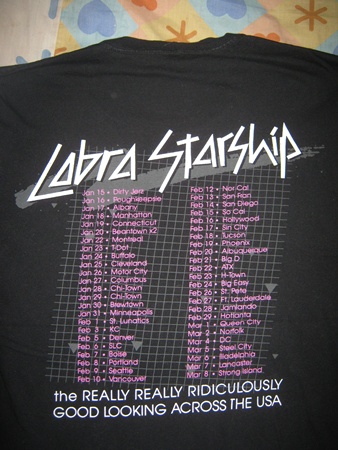 Cobra Starship
Jan 15 • Dirty Jerz
Jan 16 • Poughkeepsie
Jan 17 • Albany
Jan 18 • Manhattan
Jan 19 • Connecticut
Jan 20 • Beantown x2
Jan 22 • Montreal
Jan 23 • T-Dot
Jan 24 • Buffalo
Jan 25 • Cleveland
Jan 26 • Motor City
Jan 27 • Columbus
Jan 28 • Chi-Town
Jan 29 • Chi-Town
Jan 30 • Brewtown
Jan 31 • Minneapolis
Feb 1 • St. Lunatics
Feb 3 • KC
Feb 5 • Denver
Feb 6 • SLC
Feb 7 • Boise
Feb 8 • Portland
Feb 9 • Seattle
Feb 10 • Vancouver
Feb 12 • Nor Cal
Feb 13 • San Fran
Feb 14 • San Diego
Feb 15 • So Cal
Feb 16 • Hollywood
Feb 17 • Sin City
Feb 18 • Tucson
Feb 19 • Phoenix
Feb 20 • Albuquerque
Feb 21 • Big D
Feb 22 • ATX
Feb 23 • H-Town
Feb 24 • Big Easy
Feb 26 • St. Pete
Feb 27 • Ft. Lauderdale
Feb 28 • Jamlando
Feb 29 • Hotlanta
Mar 1 • Queen City
Mar 2 • Norfolk
Mar 4 • DC
Mar 5 • Steel City
Mar 6 • Illadelphia
Mar 7 • Lancaster
Mar 8 • Strong Island
the REALLY REALLY RIDICULOUSLY
GOOD LOOKING ACROSS THE USA